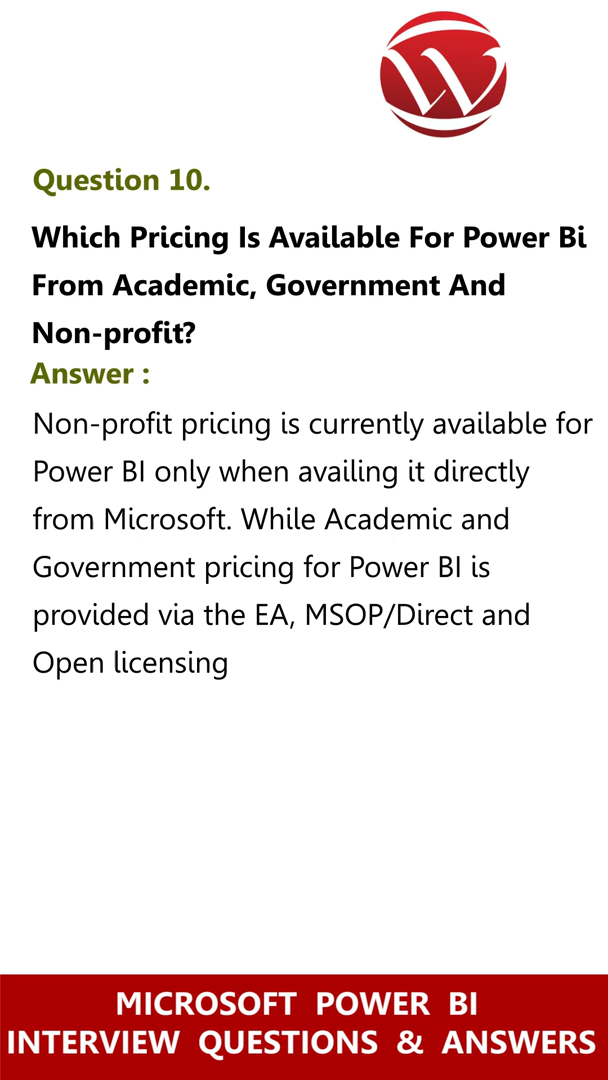 W
Question 10.
Which Pricing Is Available For Power Bi
From Academic, Government And
Non-profit?
Answer :
Non-profit pricing is currently available for
Power BI only when availing it directly
from Microsoft. While Academic and
Government pricing for Power BI is
provided via the EA, MSOP/Direct and
Open licensing
MICROSOFT POWER BI
INTERVIEW QUESTIONS & ANSWERS